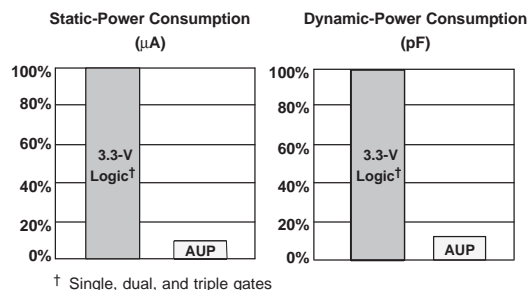 Static-Power Consumption
(μA)
100%
80%
60%
40%
20%
0%
3.3-V
Logic†
AUP
Dynamic-Power Consumption
(pF)
100%
80%
60%
40%
20%
0%
3.3-V
Logic†
AUP
† Single, dual, and triple gates